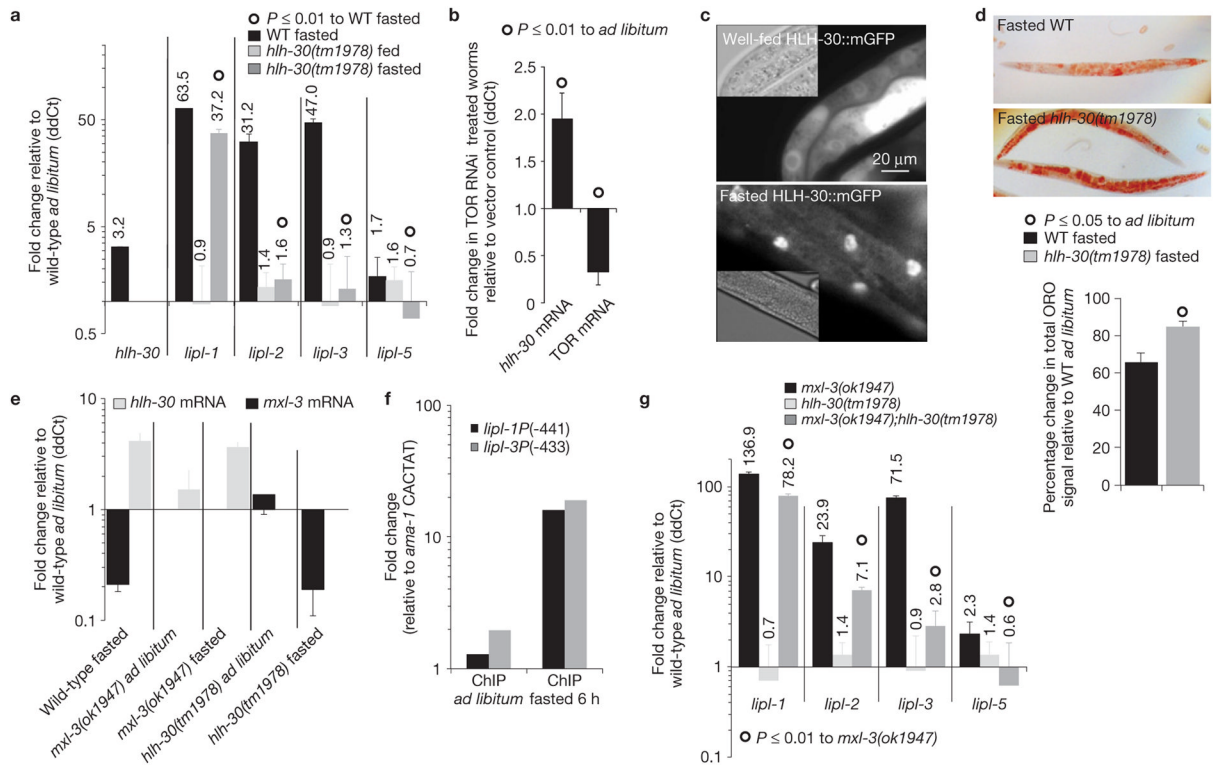 a
P ≤ 0.01 to WT fasted
WT fasted
hlh-30(tm1978) fed
hlh-30(tm1978) fasted
Fold change relative to
wild-type ad libitum (ddCt)
50
5
0.5
3.2
63.5
0.9
37.2
31.2
1.4
1.6
47.0
0.9
1.3
1.7
1.6
0.7
hlh-30
lipl-1
lipl-2
lipl-3
lipl-5
b
P ≤ 0.01 to ad libitum
Fold change in TOR RNAi treated worms
relative to vector control (ddCt)
2.5
2.0
1.5
1.0
0.5
0
hlh-30 mRNA
TOR mRNA
c
Well-fed HLH-30::mGFP
20 µm
Fasted HLH-30::mGFP
d
Fasted WT
Fasted hlh-30(tm1978)
P ≤ 0.05 to ad libitum
WT fasted
hlh-30(tm1978) fasted
Percentage change in total ORO
signal relative to WT ad libitum
100
80
60
40
20
0
e
hlh-30 mRNA
mxl-3 mRNA
Fold change relative to
wild-type ad libitum (ddCt)
10
1
0.1
Wild-type fasted
mxl-3(ok1947) ad libitum
mxl-3(ok1947) fasted
hlh-30(tm1978) ad libitum
hlh-30(tm1978) fasted
f
lipl-1P(-441)
lipl-3P(-433)
Fold change
(relative to ama-1 CACTAT)
100
10
1
ChIP
ad libitum
ChIP
fasted 6 h
g
mxl-3(ok1947)
hlh-30(tm1978)
mxl-3(ok1947);hlh-30(tm1978)
Fold change relative to
wild-type ad libitum (ddCt)
100
10
1
0.1
136.9
0.7
78.2
23.9
1.4
7.1
71.5
0.9
2.8
2.3
1.4
0.6
lipl-1
lipl-2
lipl-3
lipl-5
P ≤ 0.01 to mxl-3(ok1947)